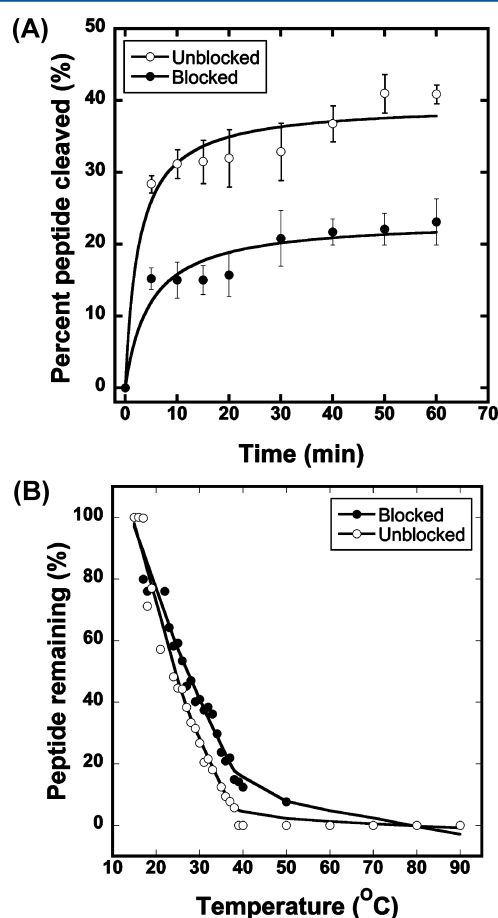 (A)
50
40
30
20
10
0
Percent peptide cleaved (%)
Unblocked
Blocked
0 10 20 30 40 50 60 70
Time (min)
(B)
100
80
60
40
20
0
Peptide remaining (%)
Blocked
Unblocked
10 20 30 40 50 60 70 80 90
Temperature (OC)